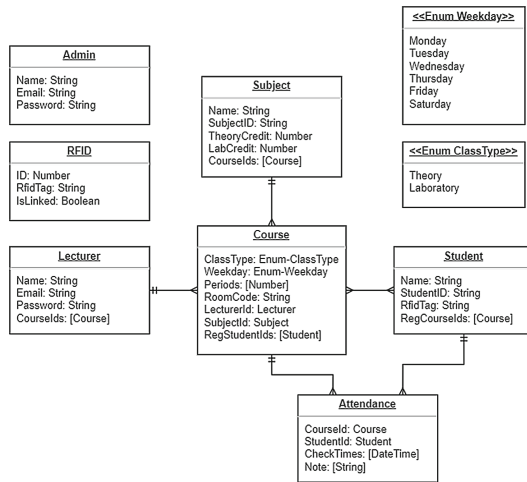 <<Enum Weekday>>
Monday
Tuesday
Wednesday
Thursday
Friday
Saturday
Admin
Name: String
Email: String
Password: String
Subject
Name: String
SubjectID: String
TheoryCredit: Number
LabCredit: Number
CourseIds: [Course]
RFID
ID: Number
RfidTag: String
IsLinked: Boolean
<<Enum ClassType>>
Theory
Laboratory
Lecturer
Name: String
Email: String
Password: String
CourseIds: [Course]
Course
ClassType: Enum-ClassType
Weekday: Enum-Weekday
Periods: [Number]
RoomCode: String
LecturerId: Lecturer
SubjectId: Subject
RegStudentIds: [Student]
Student
Name: String
StudentID: String
RfidTag: String
RegCourseIds: [Course]
Attendance
CourseId: Course
StudentId: Student
CheckTimes: [DateTime]
Note: [String]